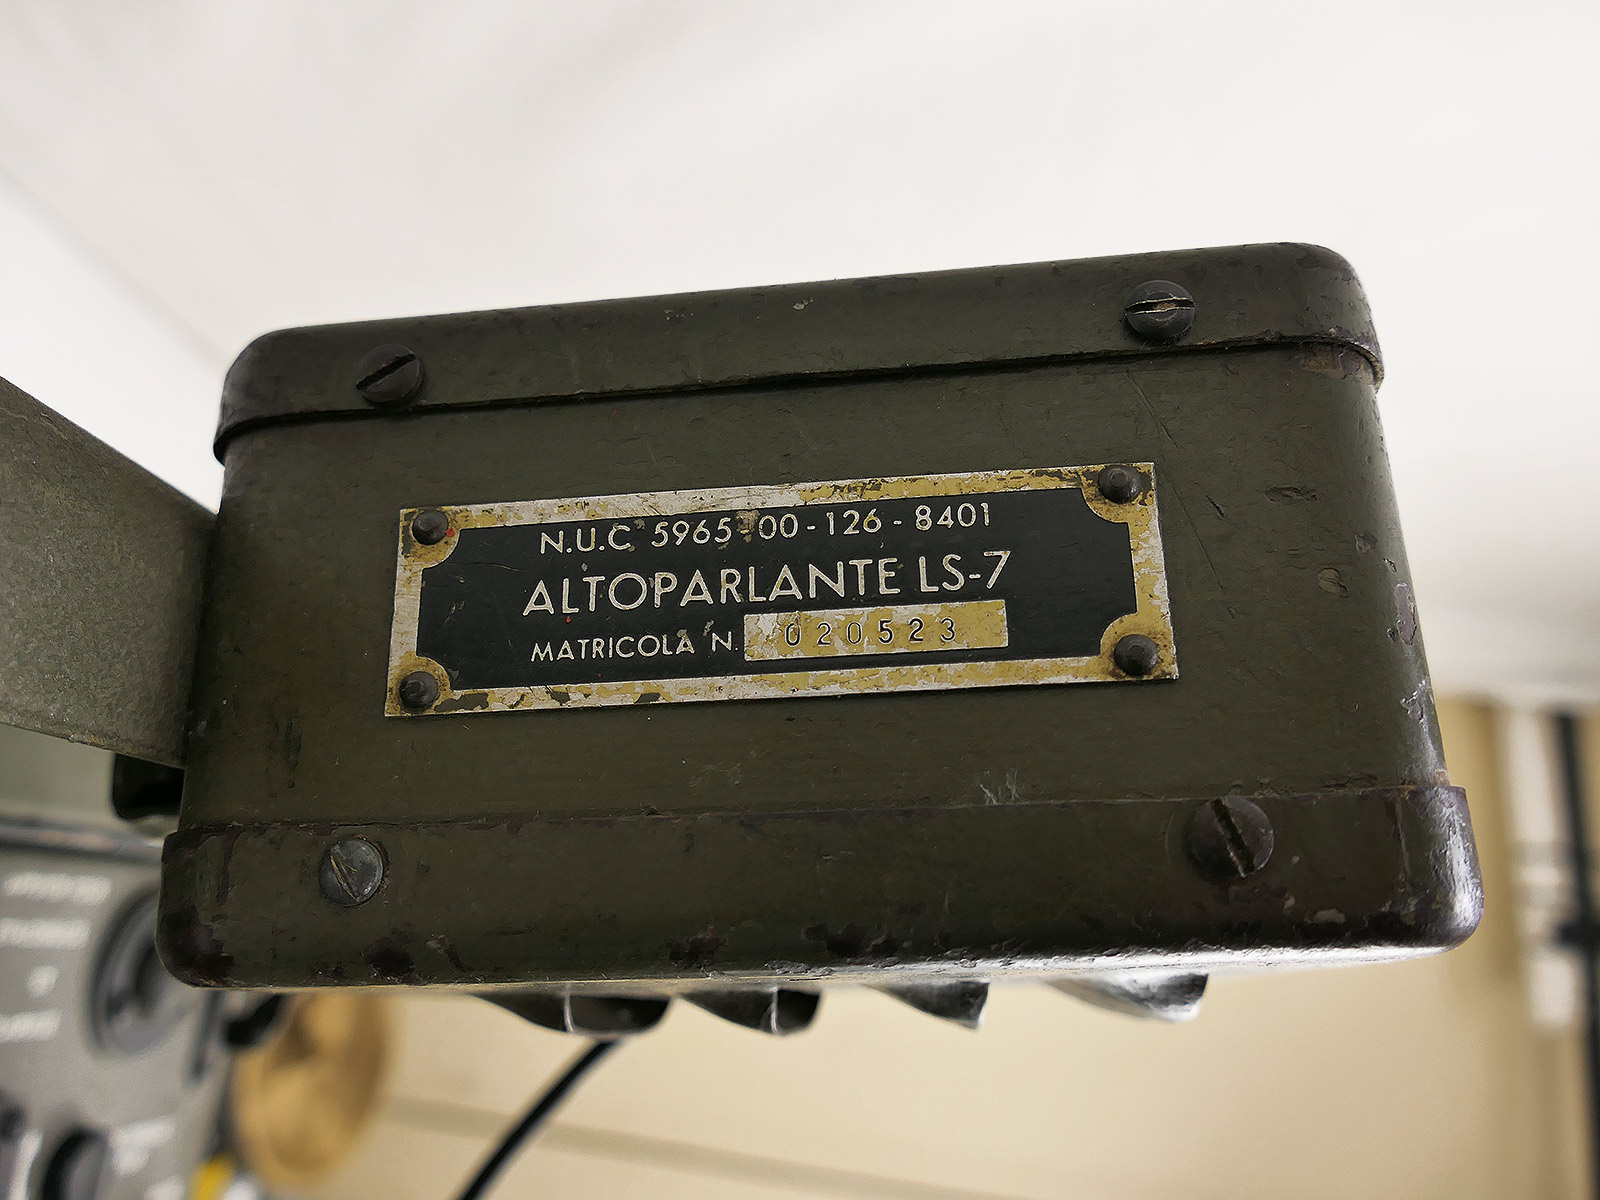 N.U.C 5965-00-126-8401
ALTOPARLANTE LS-7
MATRICOLA N. 020523